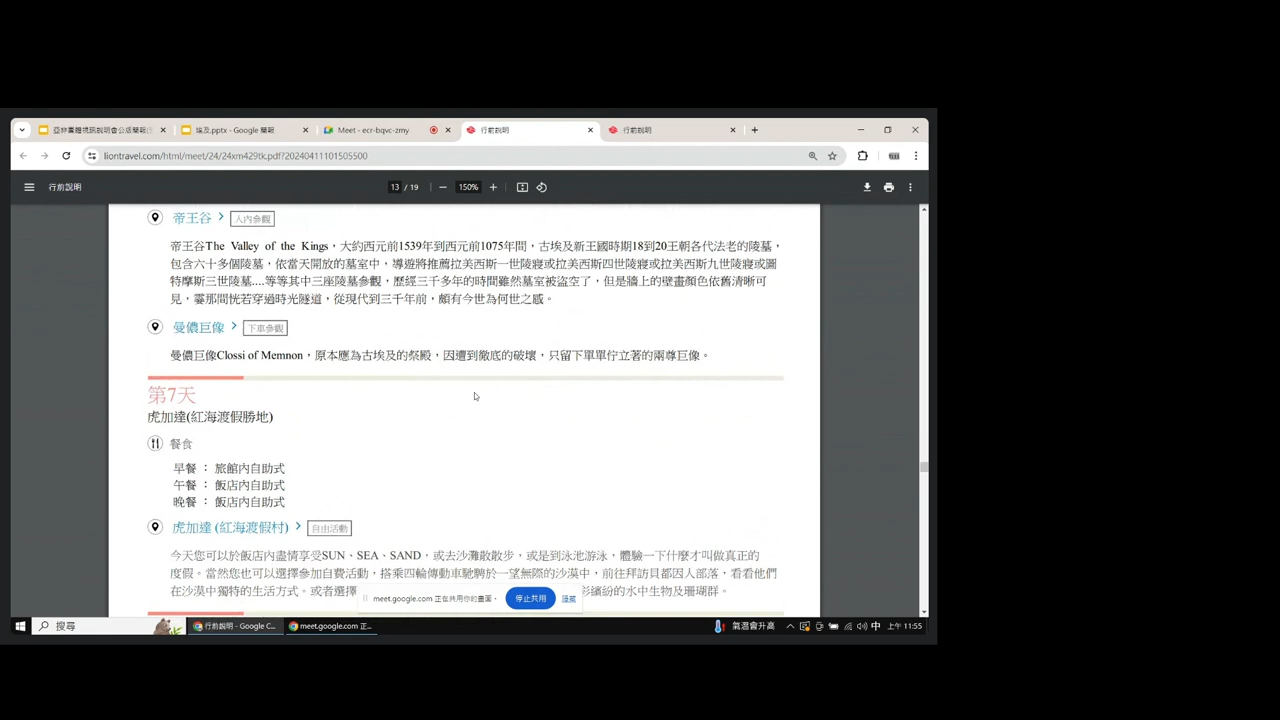 亞非團體視訊說明會公版簡報(
埃及.pptx - Google 簡報
Meet - ecr-bqvc-zmy
行前說明
行前說明
liontravel.com/html/meet/24/24xm429tk.pdf?20240411101505500
行前說明
13 / 19
150%
帝王谷
入內參觀
帝王谷The Valley of the Kings，大約西元前1539年到西元前1075年間，古埃及新王國時期18到20王朝各代法老的陵墓，
包含六十多個陵墓，依當天開放的墓室中，導遊將推薦拉美西斯一世陵寢或拉美西斯四世陵寢或拉美西斯九世陵寢或圖
特摩斯三世陵墓....等等其中三座陵墓參觀，歷經三千多年的時間雖然墓室被盜空了，但是牆上的壁畫顏色依舊清晰可
見，霎那間恍若穿過時光隧道，從現代到三千年前，頗有今世為何世之感。
曼儂巨像
下車參觀
曼儂巨像Clossi of Memnon，原本應為古埃及的祭殿，因遭到徹底的破壞，只留下單單佇立著的兩尊巨像。
第7天
虎加達(紅海渡假勝地)
餐食
早餐 ： 旅館內自助式
午餐 ： 飯店內自助式
晚餐 ： 飯店內自助式
虎加達 (紅海渡假村)
自由活動
今天您可以於飯店內盡情享受SUN、SEA、SAND，或去沙灘散散步，或是到泳池游泳，體驗一下什麼才叫做真正的
度假。當然您也可以選擇參加自費活動，搭乘四輪傳動車馳騁於一望無際的沙漠中，前往拜訪貝都因人部落，看看他們
在沙漠中獨特的生活方式。或者選擇
繽紛的水中生物及珊瑚群。
meet.google.com 正在共用你的畫面。
停止共用
隱藏
搜尋
行前說明 - Google C...
meet.google.com 正...
氣溫會升高
中
上午 11:55